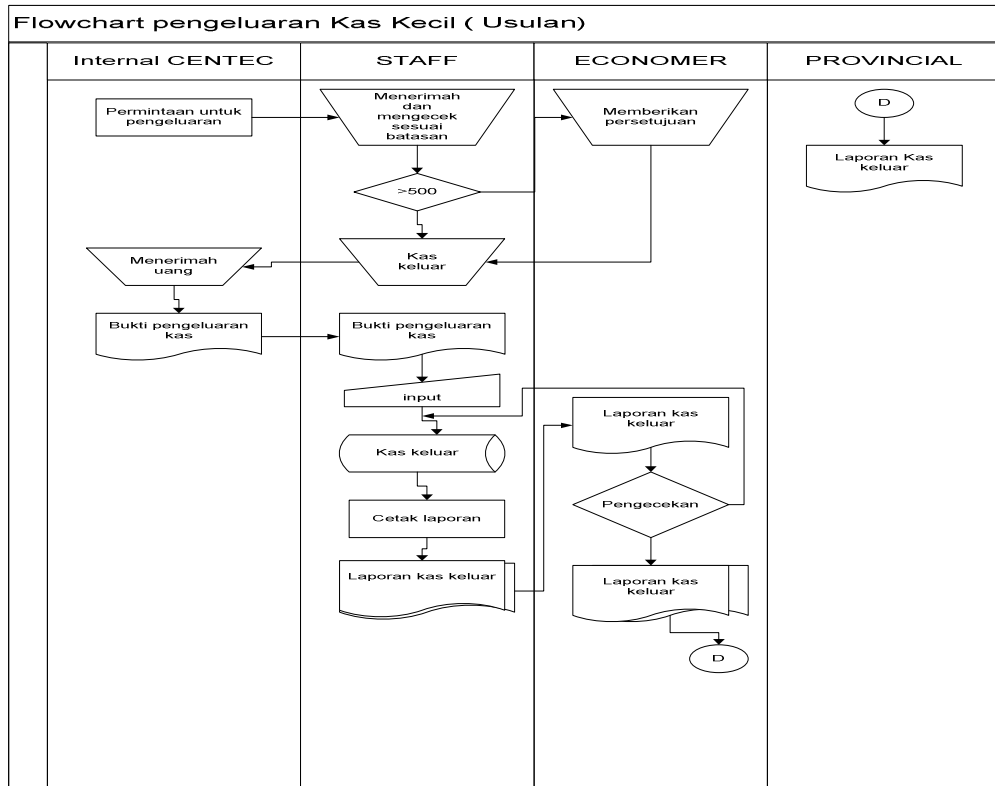 Flowchart pengeluaran Kas Kecil ( Usulan)
Internal CENTEC
STAFF
ECONOMER
PROVINCIAL
Permintaan untuk
pengeluaran
Menerimah
dan
mengecek
sesuai
batasan
Memberikan
persetujuan
D
Laporan Kas
keluar
>500
Kas
keluar
Menerimah
uang
Bukti pengeluaran
kas
Bukti pengeluaran
kas
input
Kas keluar
Cetak laporan
Laporan kas keluar
Laporan kas
keluar
Pengecekan
Laporan kas
keluar
D